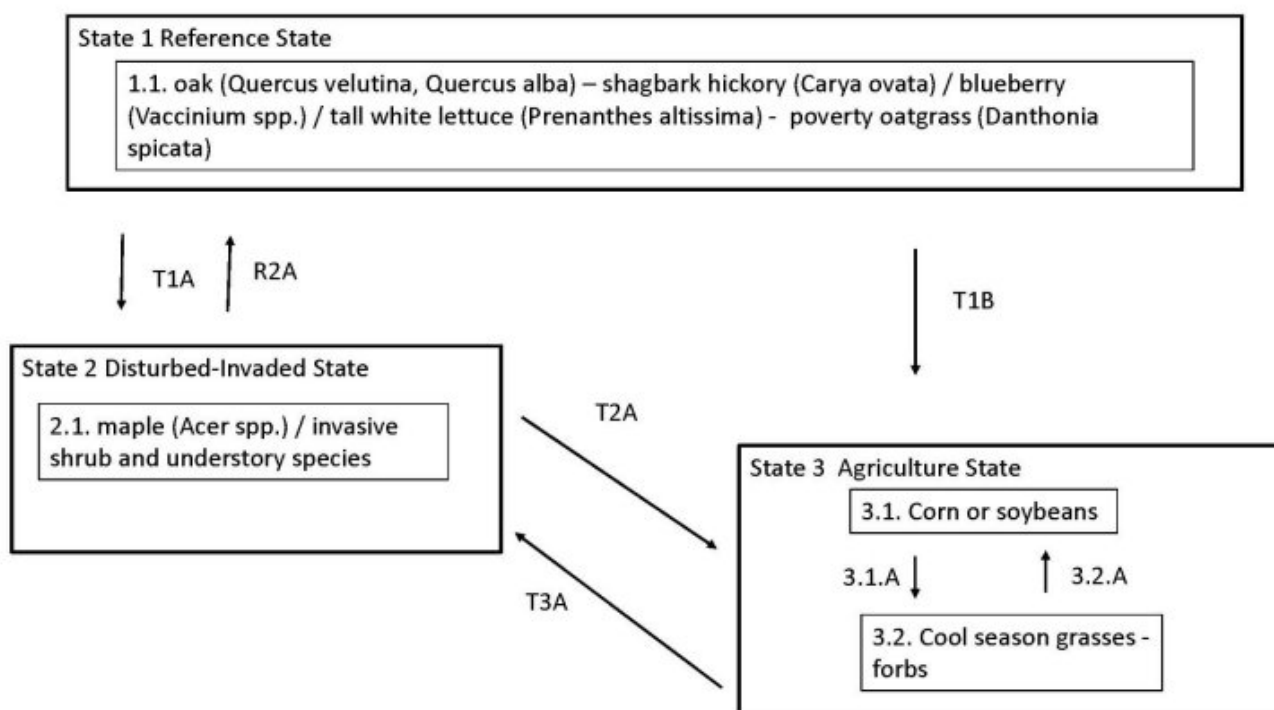 State 1 Reference State
1.1. oak (Quercus velutina, Quercus alba) – shagbark hickory (Carya ovata) / blueberry
(Vaccinium spp.) / tall white lettuce (Prenanthes altissima) -  poverty oatgrass (Danthonia
spicata)
T1A
R2A
T1B
State 2 Disturbed-Invaded State
2.1. maple (Acer spp.) / invasive
shrub and understory species
T2A
T3A
State 3  Agriculture State
3.1. Corn or soybeans
3.1.A
3.2.A
3.2. Cool season grasses -
forbs